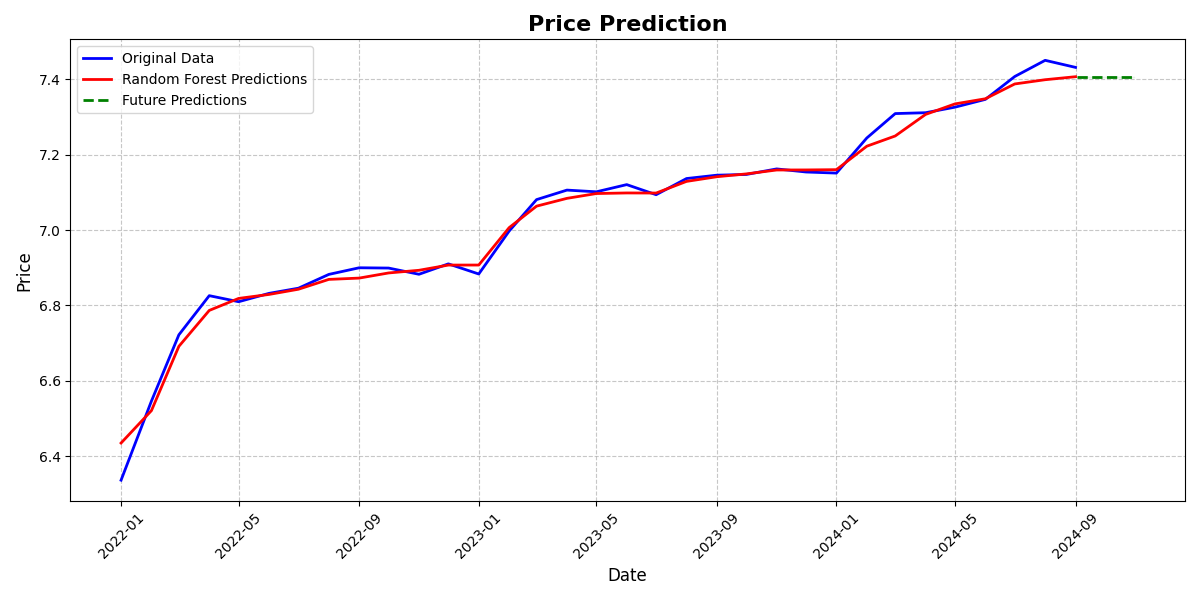 Price Prediction
Original Data
Random Forest Predictions
Future Predictions
Price
7.4
7.2
7.0
6.8
6.6
6.4
2022-01
2022-05
2022-09
2023-01
2023-05
2023-09
2024-01
2024-05
2024-09
Date